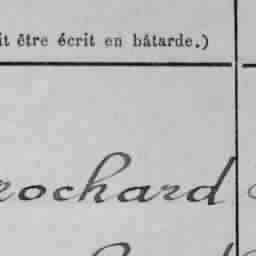 it être écrit en bâtarde.)
rochard